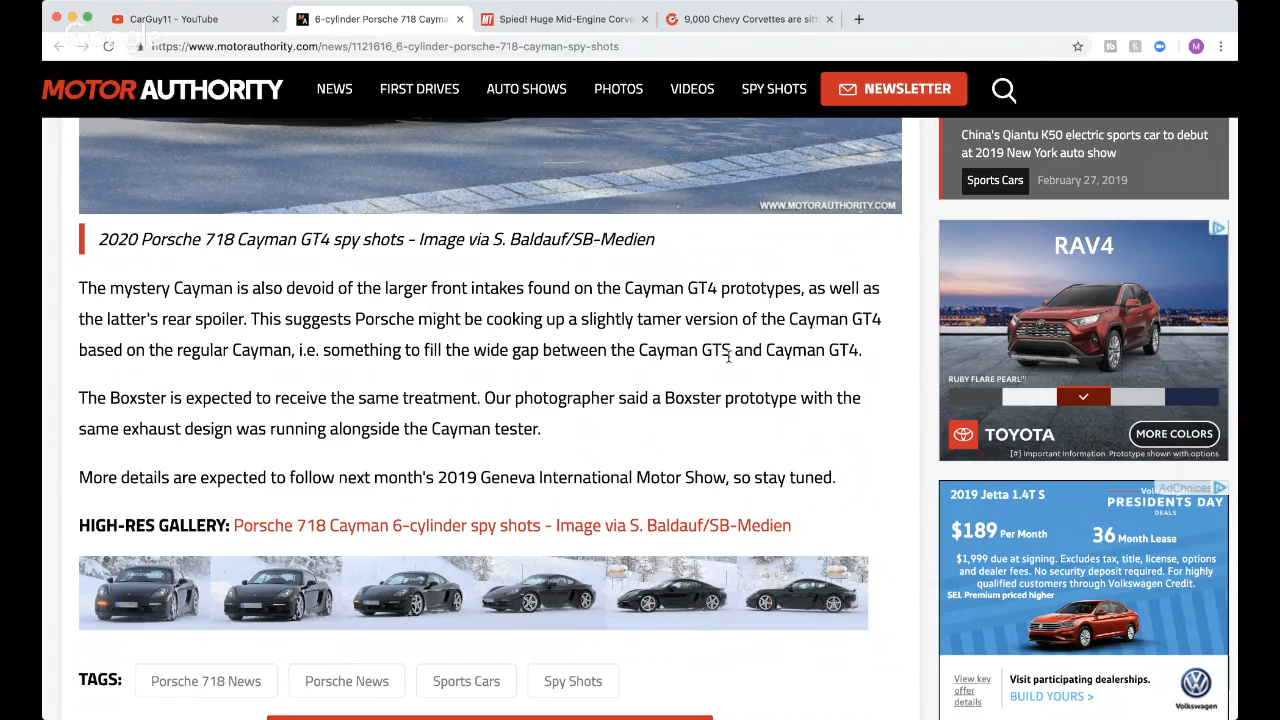 CarGuy11 - YouTube
6-cylinder Porsche 718 Cayma
Spied! Huge Mid-Engine Corve
9,000 Chevy Corvettes are sitt
Google
https://www.motorauthority.com/news/1121616_6-cylinder-porsche-718-cayman-spy-shots
MOTOR AUTHORITY
NEWS
FIRST DRIVES
AUTO SHOWS
PHOTOS
VIDEOS
SPY SHOTS
NEWSLETTER
WWW.MOTORAUTHORITY.COM
2020 Porsche 718 Cayman GT4 spy shots - Image via S. Baldauf/SB-Medien
The mystery Cayman is also devoid of the larger front intakes found on the Cayman GT4 prototypes, as well as
the latter's rear spoiler. This suggests Porsche might be cooking up a slightly tamer version of the Cayman GT4
based on the regular Cayman, i.e. something to fill the wide gap between the Cayman GTS and Cayman GT4.
The Boxster is expected to receive the same treatment. Our photographer said a Boxster prototype with the
same exhaust design was running alongside the Cayman tester.
More details are expected to follow next month's 2019 Geneva International Motor Show, so stay tuned.
HIGH-RES GALLERY: Porsche 718 Cayman 6-cylinder spy shots - Image via S. Baldauf/SB-Medien
TAGS:
Porsche 718 News
Porsche News
Sports Cars
Spy Shots
China's Qiantu K50 electric sports car to debut
at 2019 New York auto show
Sports Cars
February 27, 2019
RAV4
RUBY FLARE PEARL
TOYOTA
MORE COLORS
[#] Important Information Prototype shown with options
AdChoices
2019 Jetta 1.4T S
PRESIDENTS DAY
DEALS
$189 Per Month
36 Month Lease
$1,999 due at signing. Excludes tax, title, license, options
and dealer fees. No security deposit required. For highly
qualified customers through Volkswagen Credit.
SEL Premium priced higher
View key
offer
details
Visit participating dealerships.
BUILD YOURS >
Volkswagen